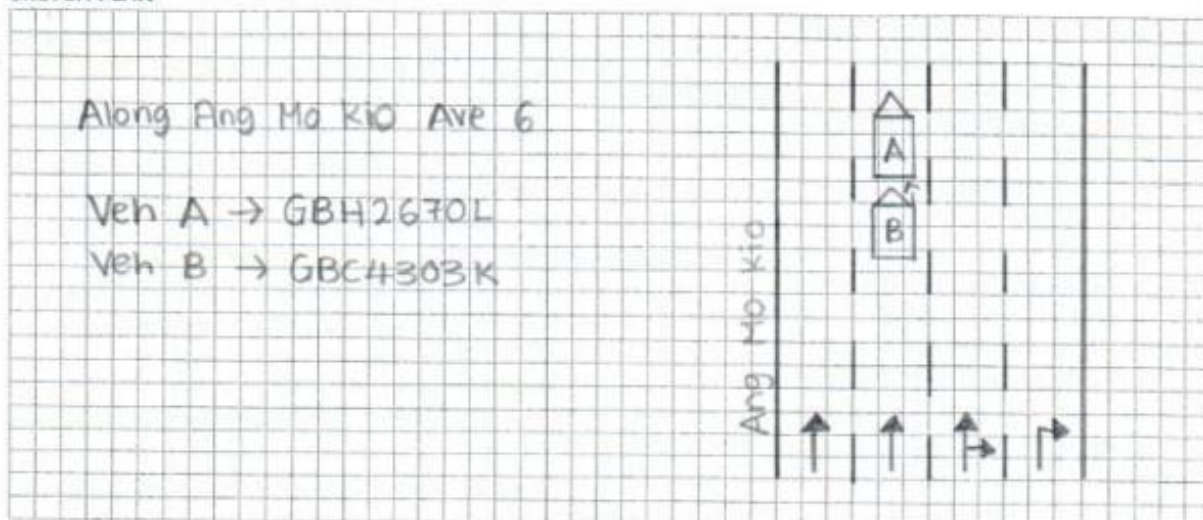 Along Ang Mo Kio Ave 6
Veh A → GBH2670L
Veh B → GBC4303K
A
B
Ang Mo Kio